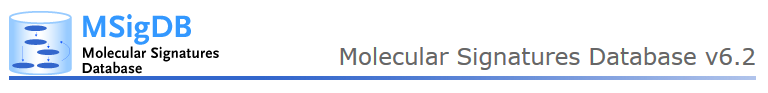 MSigDB
Molecular Signatures
Database
Molecular Signatures Database v6.2